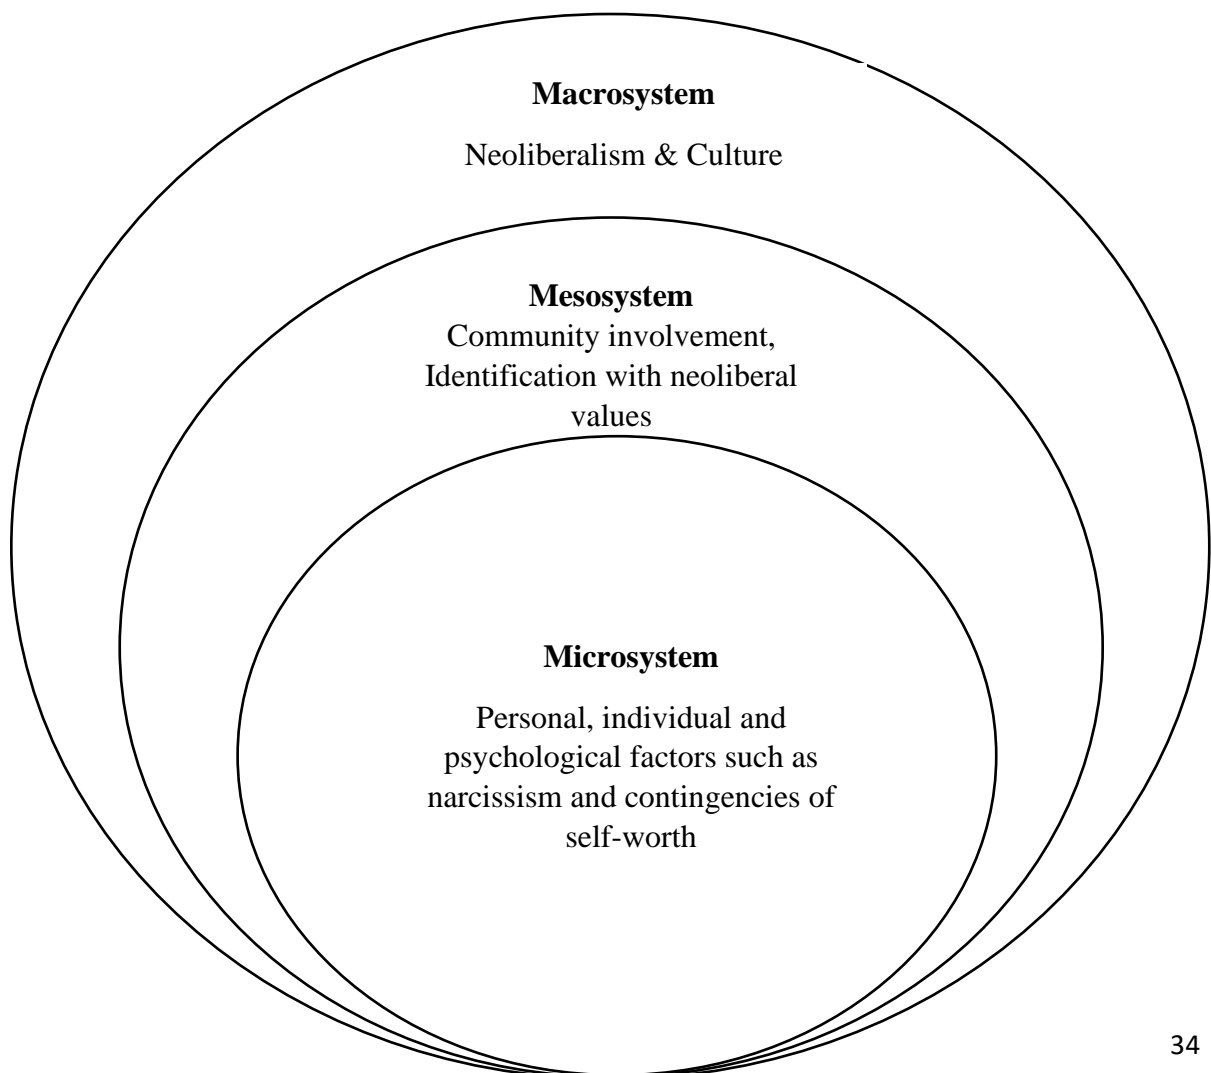 Macrosystem
Neoliberalism & Culture
Mesosystem
Community involvement,
Identification with neoliberal
values
Microsystem
Personal, individual and
psychological factors such as
narcissism and contingencies of
self-worth
34